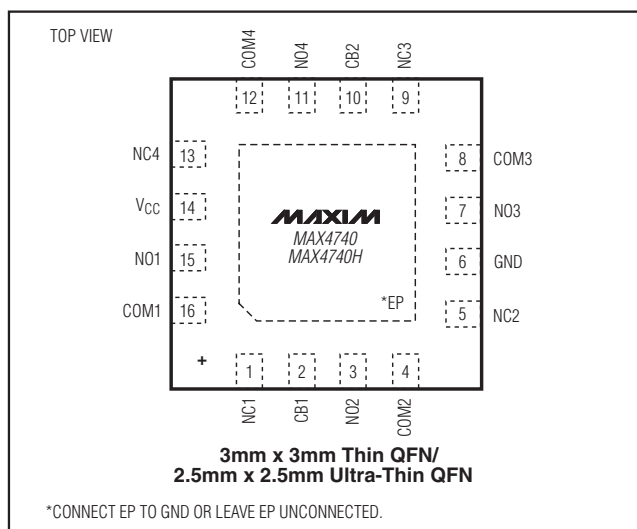 TOP VIEW
COM4
NO4
CB2
NC3
12
11
10
9
NC4
13
8
COM3
VCC
14
7
NO3
NO1
15
6
GND
COM1
16
5
NC2
MAXIM
MAX4740
MAX4740H
*EP
+
1
2
3
4
NC1
CB1
NO2
COM2
3mm x 3mm Thin QFN/
2.5mm x 2.5mm Ultra-Thin QFN
*CONNECT EP TO GND OR LEAVE EP UNCONNECTED.